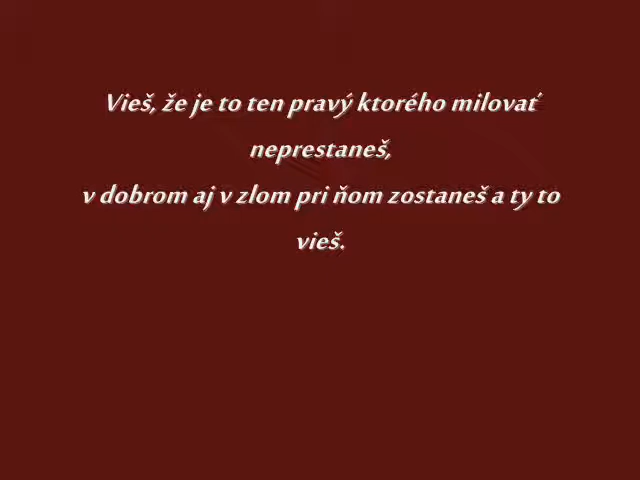 Vieš, že je to ten pravý ktorého milovať
neprestaneš,
v dobrom aj v zlom pri ňom zostaneš a ty to
vieš.